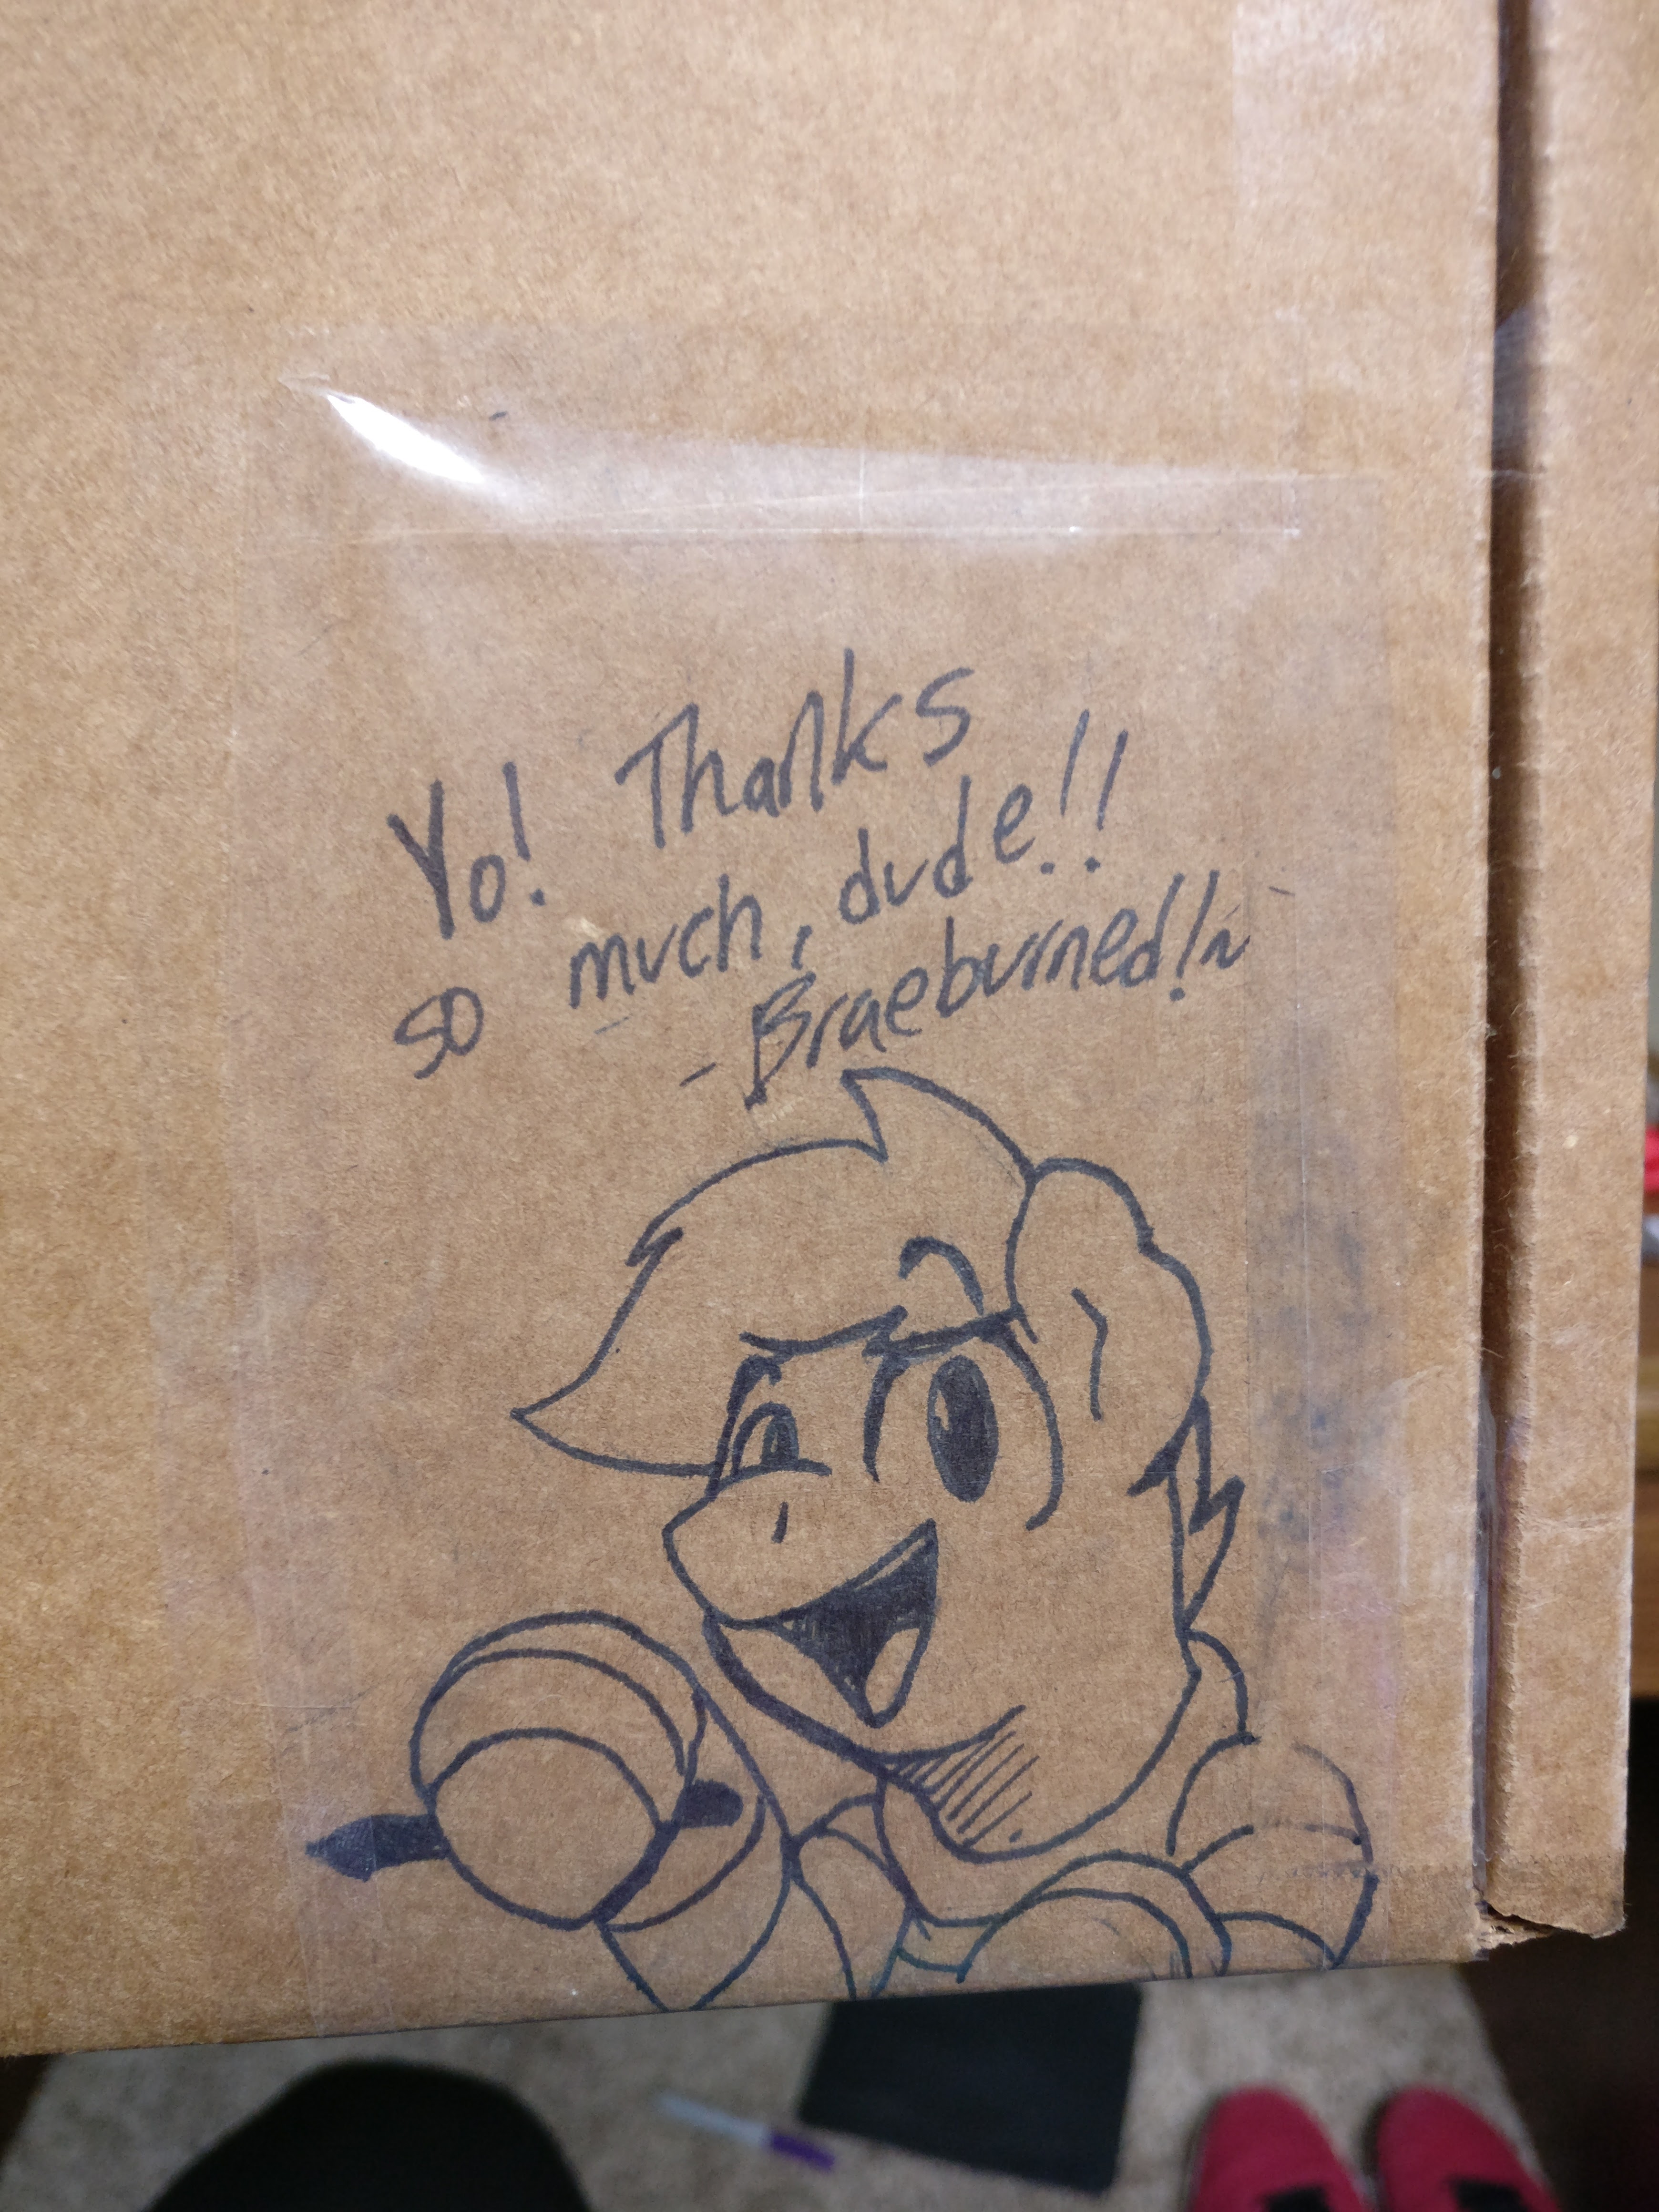 Yo! Thanks
so much, dude!!
- Braeburned!~